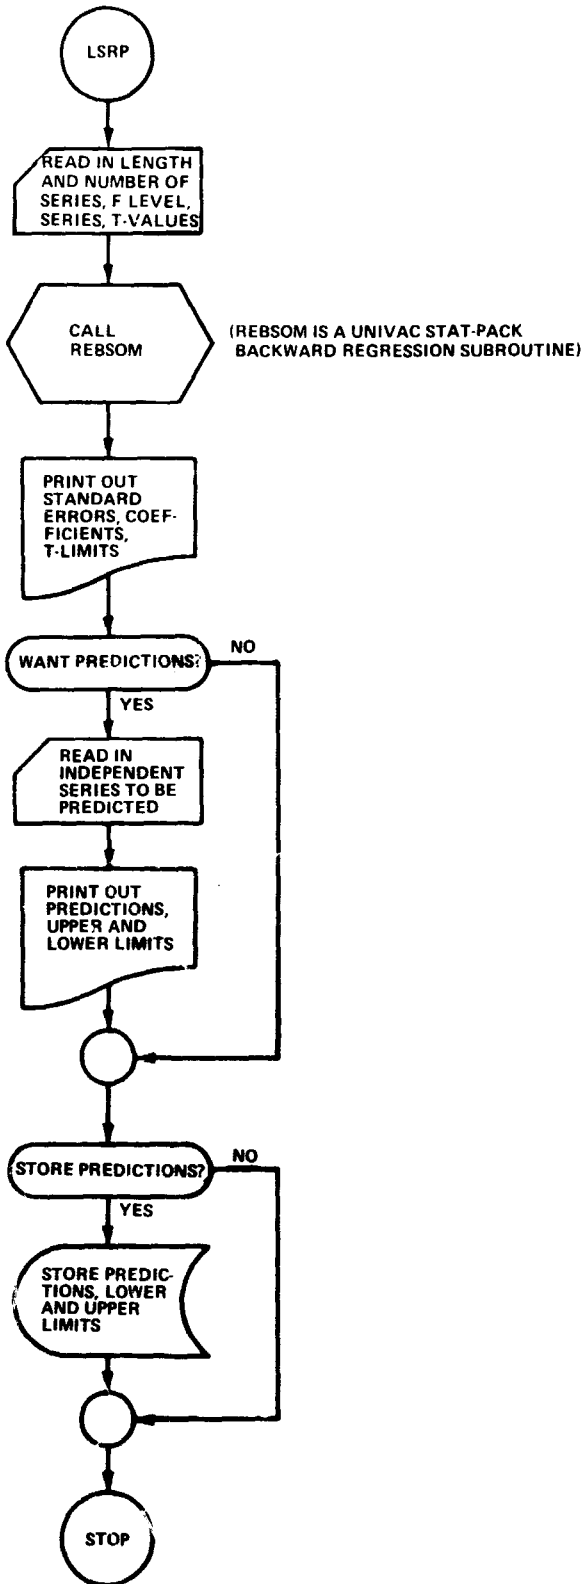 LSRP
READ IN LENGTH
AND NUMBER OF
SERIES, F LEVEL,
SERIES, T-VALUES
CALL
REBSOM
(REBSOM IS A UNIVAC STAT-PACK
BACKWARD REGRESSION SUBROUTINE)
PRINT OUT
STANDARD
ERRORS, COEF-
FICIENTS,
T-LIMITS
WANT PREDICTIONS?
NO
YES
READ IN
INDEPENDENT
SERIES TO BE
PREDICTED
PRINT OUT
PREDICTIONS,
UPPER AND
LOWER LIMITS
STORE PREDICTIONS?
NO
YES
STORE PREDIC-
TIONS, LOWER
AND UPPER
LIMITS
STOP